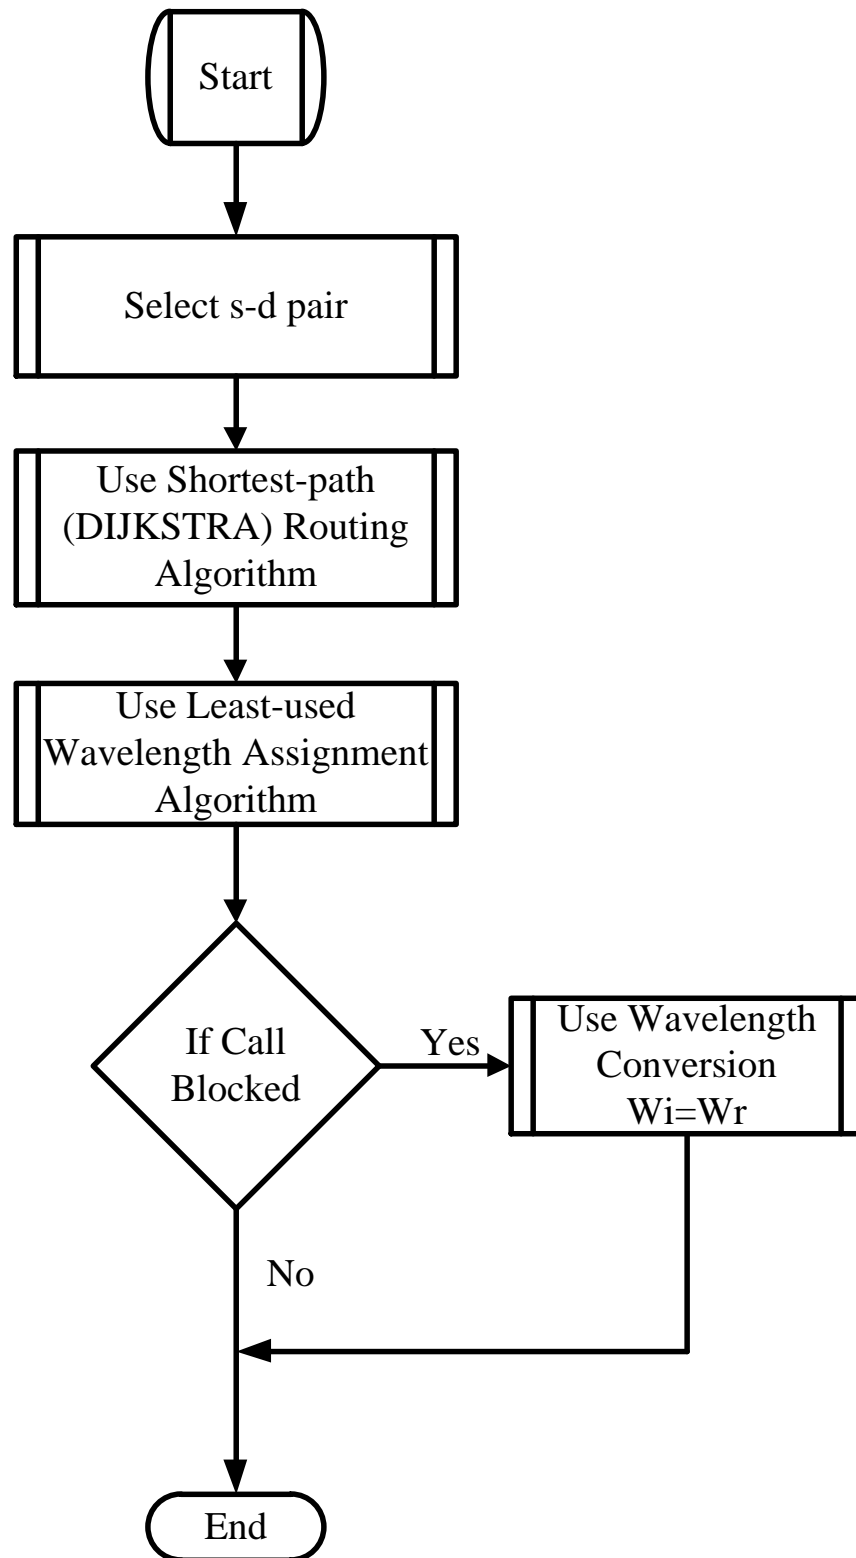 Start
Select s-d pair
Use Shortest-path
(DIJKSTRA) Routing
Algorithm
Use Least-used
Wavelength Assignment
Algorithm
If Call
Blocked
Yes
Use Wavelength
Conversion
Wi=Wr
No
End